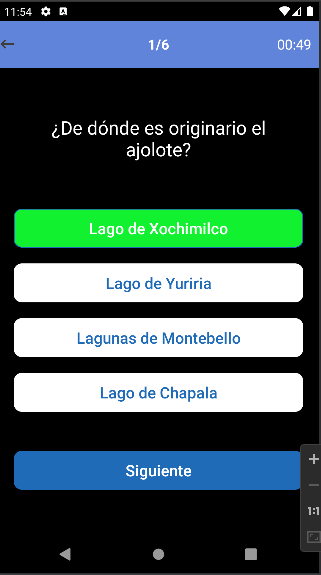 11:54
1/6
00:49
¿De dónde es originario el
ajolote?
Lago de Xochimilco
Lago de Yuriria
Lagunas de Montebello
Lago de Chapala
Siguiente
1:1